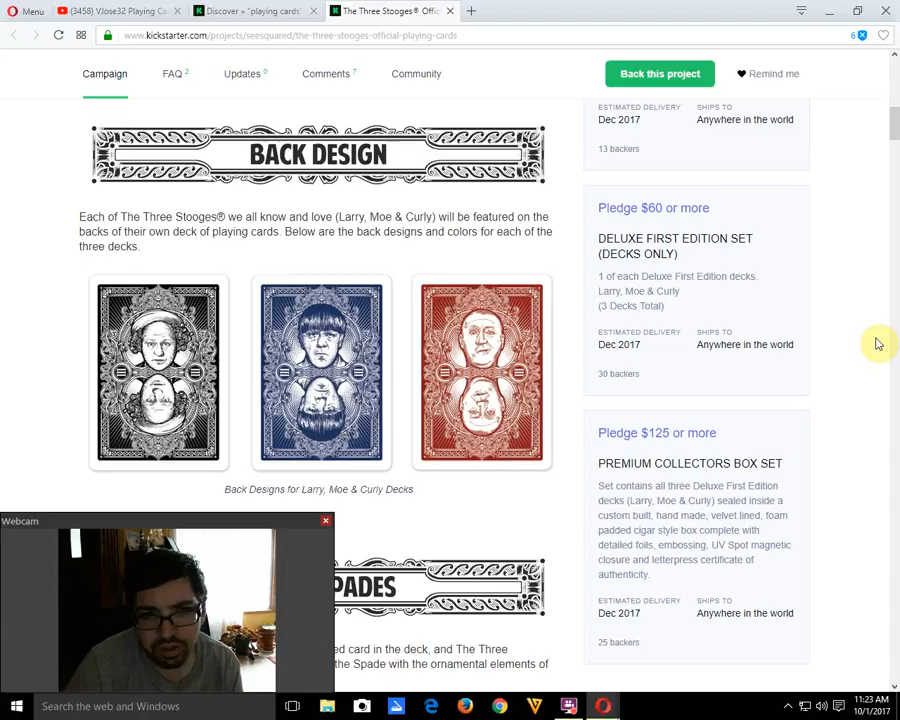 Menu
(3458) VJose32 Playing Ca
Discover » "playing cards"
The Three Stooges® Offic
www.kickstarter.com/projects/seesquared/the-three-stooges-official-playing-cards
6
Campaign
FAQ 2
Updates 0
Comments 7
Community
Back this project
Remind me
ESTIMATED DELIVERY SHIPS TO
Dec 2017 Anywhere in the world
13 backers
BACK DESIGN
Each of The Three Stooges® we all know and love (Larry, Moe & Curly) will be featured on the
backs of their own deck of playing cards. Below are the back designs and colors for each of the
three decks.
Back Designs for Larry, Moe & Curly Decks
Pledge $60 or more
DELUXE FIRST EDITION SET
(DECKS ONLY)
1 of each Deluxe First Edition decks.
Larry, Moe & Curly
(3 Decks Total)
ESTIMATED DELIVERY SHIPS TO
Dec 2017 Anywhere in the world
30 backers
Pledge $125 or more
PREMIUM COLLECTORS BOX SET
Set contains all three Deluxe First Edition
decks (Larry, Moe & Curly) sealed inside a
custom built, hand made, velvet lined, foam
padded cigar style box complete with
detailed foils, embossing, UV Spot magnetic
closure and letterpress certificate of
authenticity.
ESTIMATED DELIVERY SHIPS TO
Dec 2017 Anywhere in the world
25 backers
Webcam
PADES
ed card in the deck, and The Three
the Spade with the ornamental elements of
Search the web and Windows
11:23 AM
10/1/2017